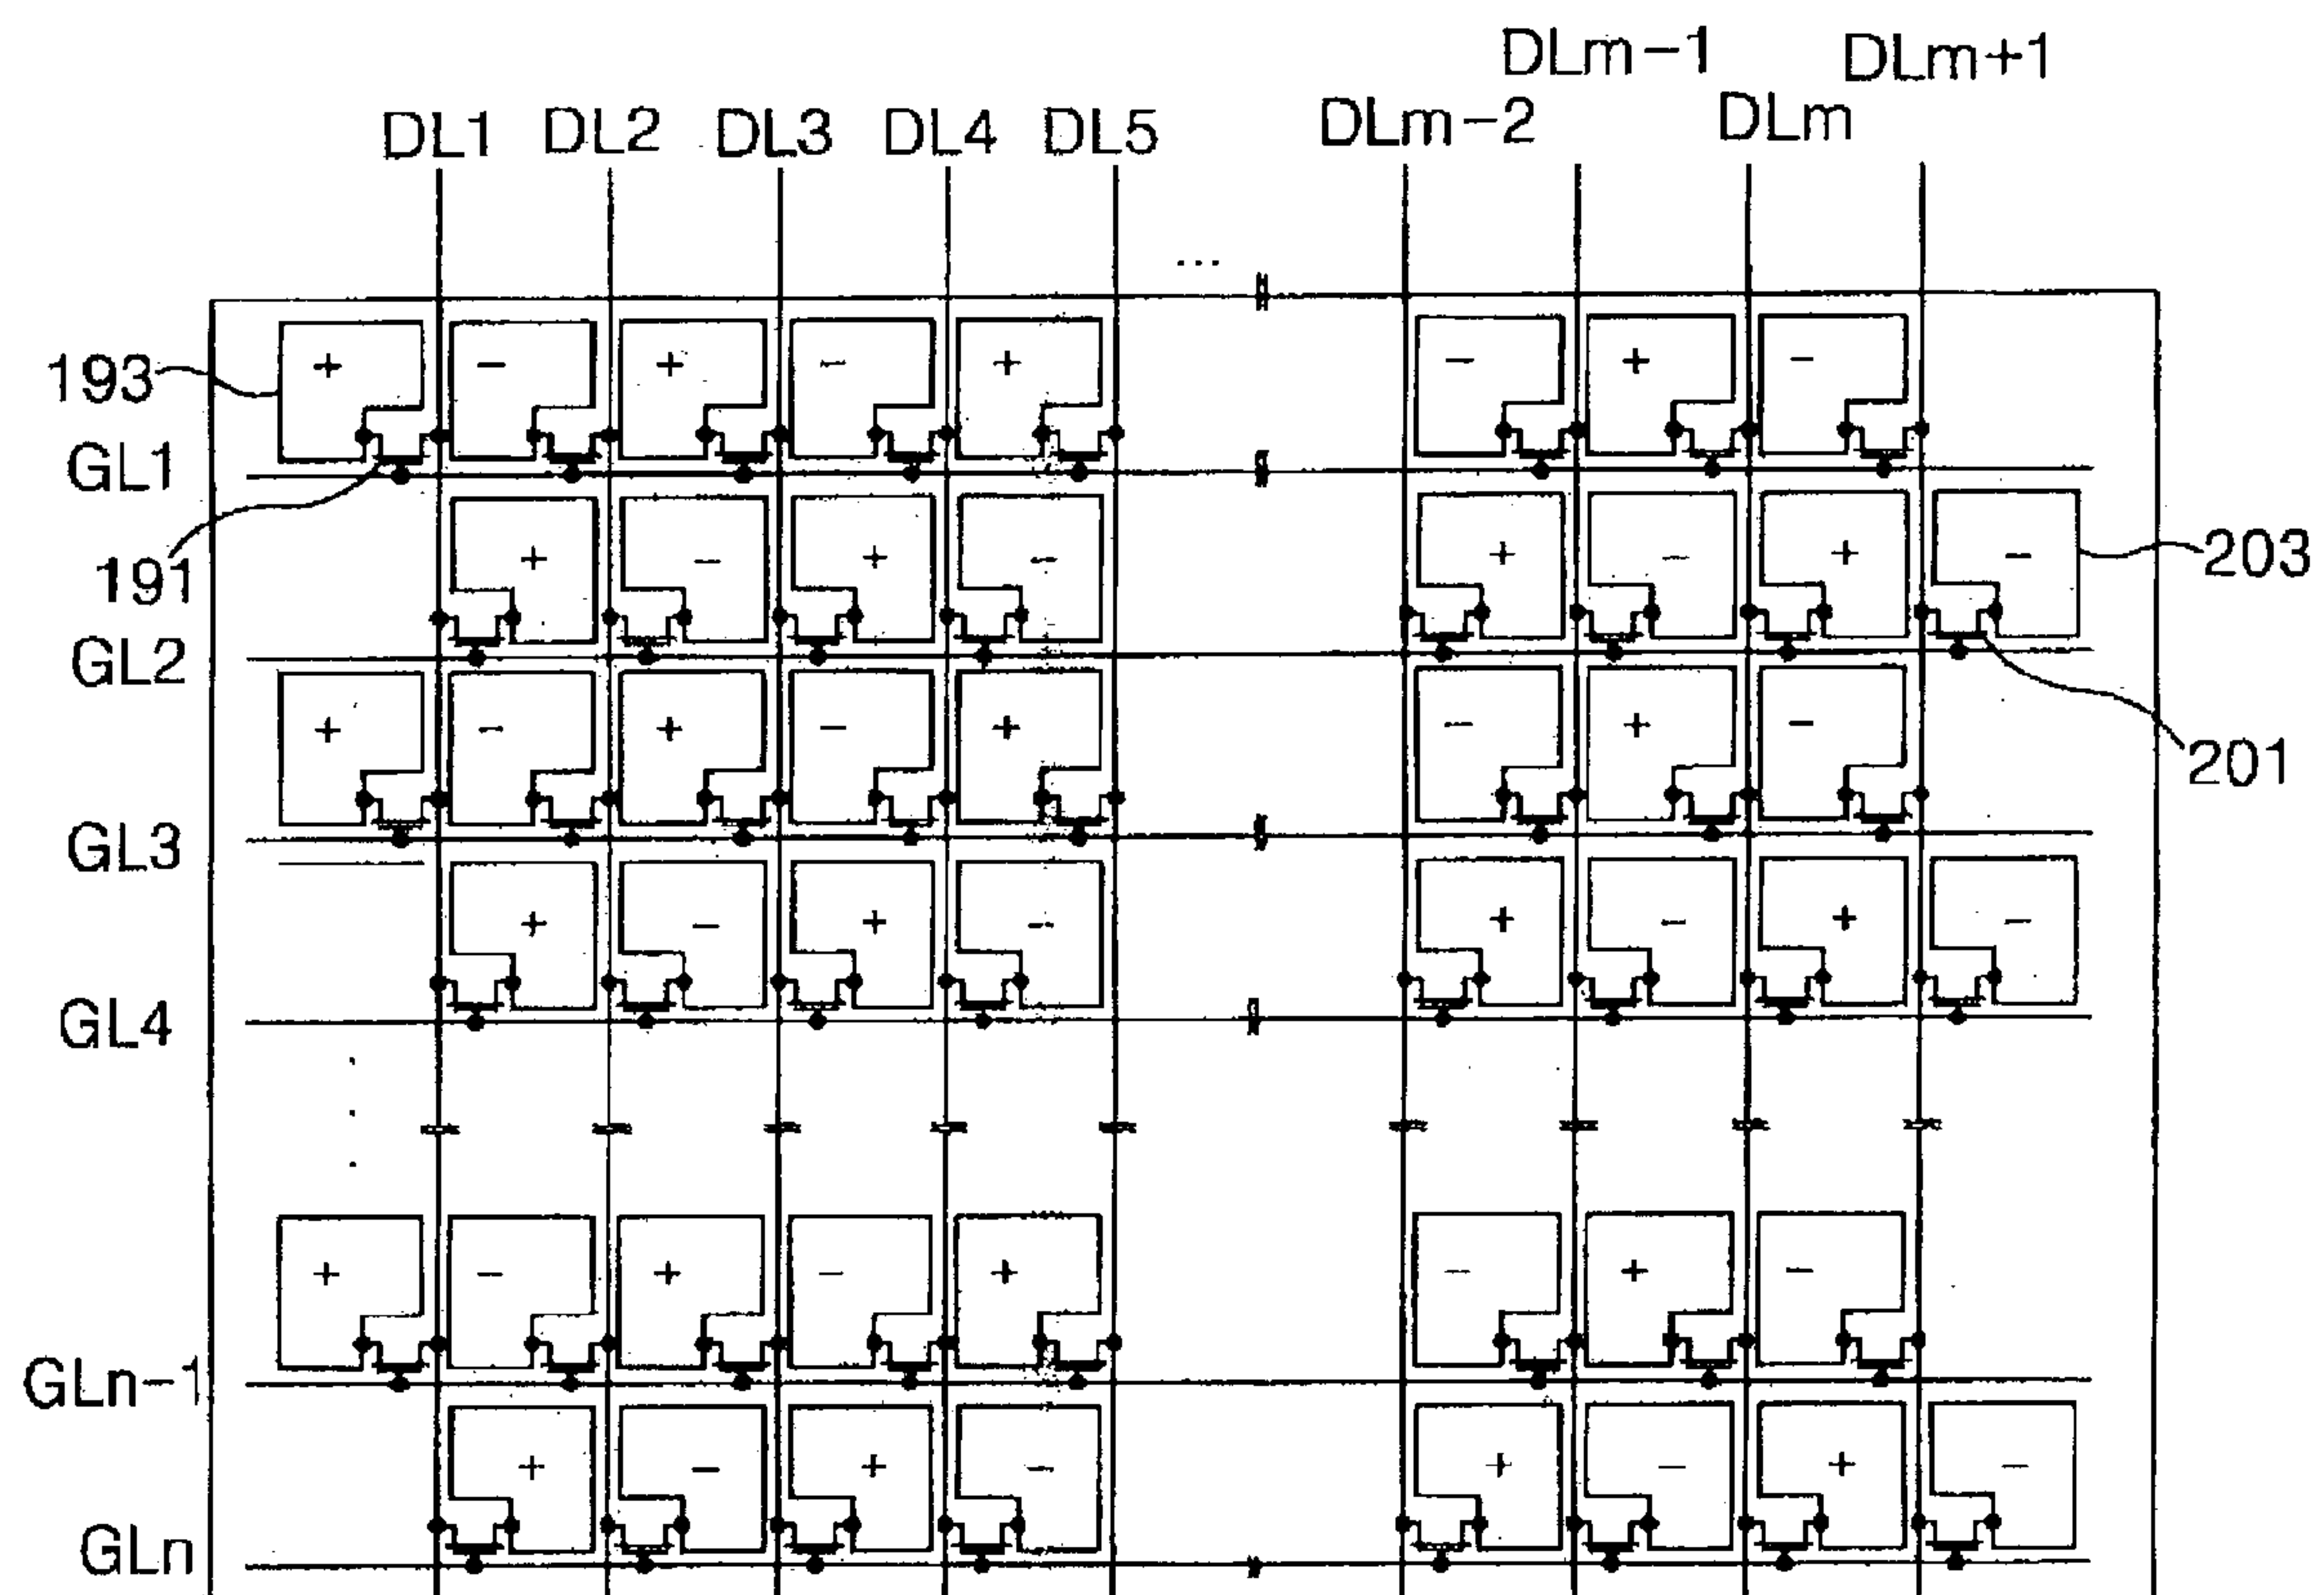 DLm-1 DLm+1
DL1 DL2 DL3 DL4 DL5 DLm-2 DLm
...
+ - + - + - + -
193
GL1
+ - + - + - + -
191
203
GL2
+ - + - + - + -
201
GL3
+ - + - + - + -
GL4
+ - + - + - + -
GLn-1
+ - + - + - + -
GLn